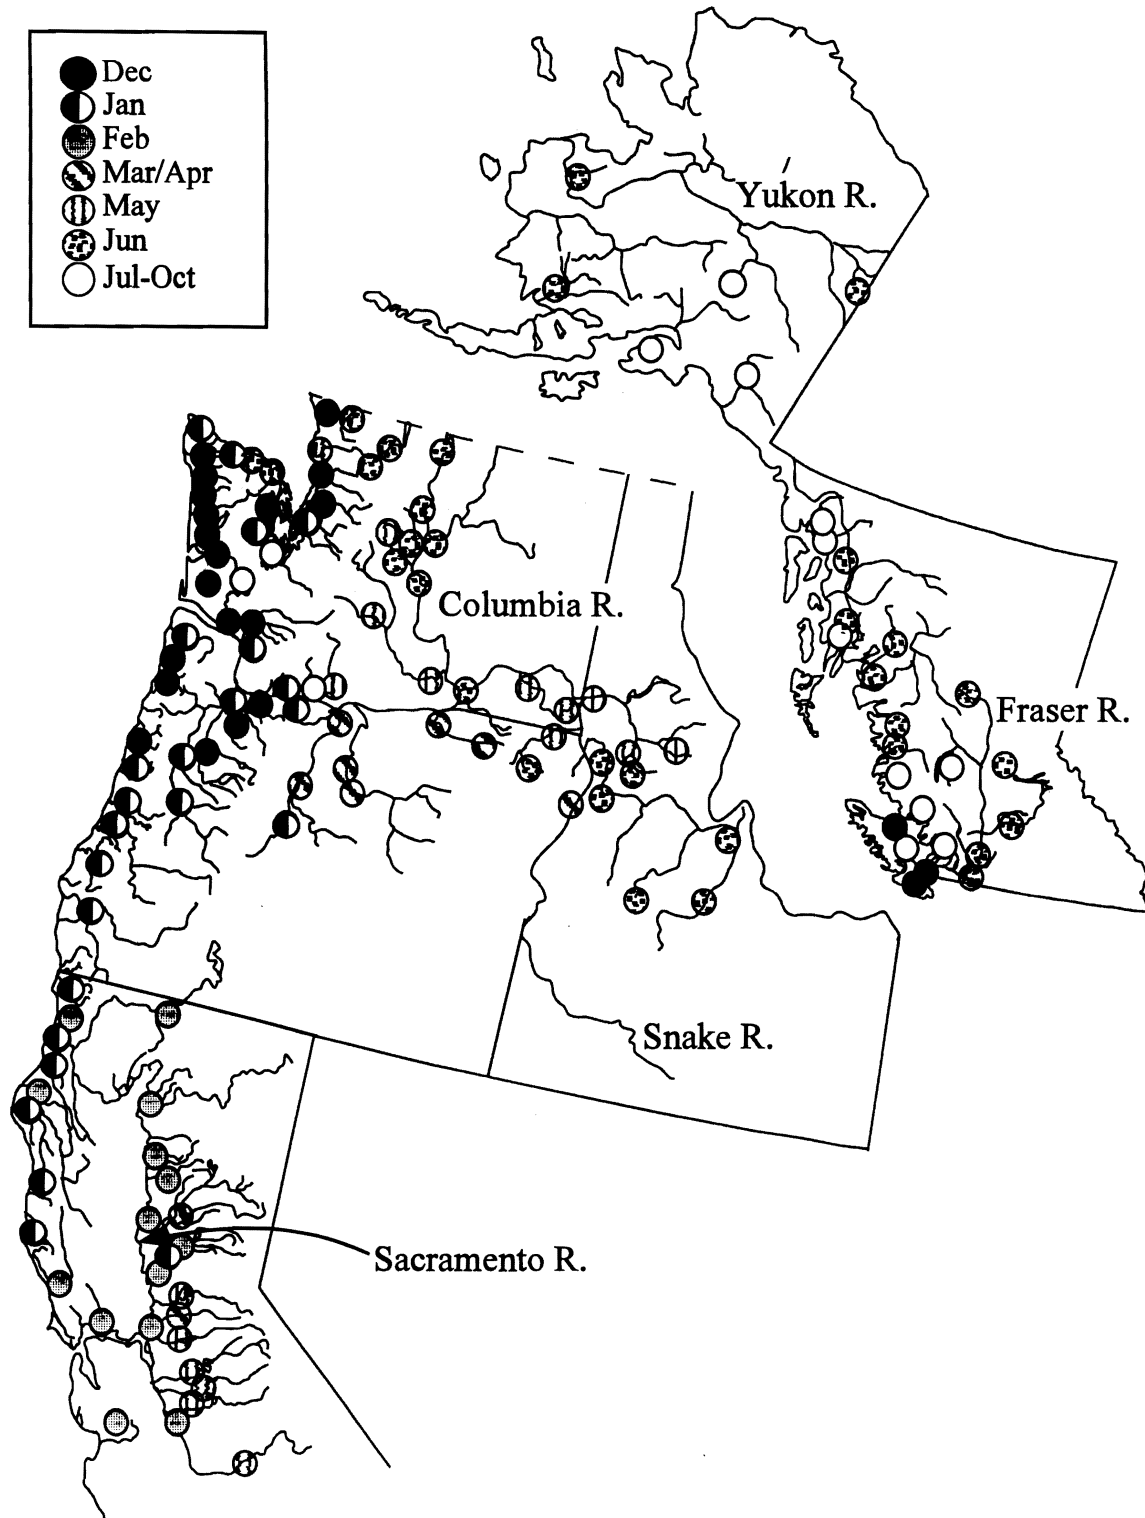 Dec
Jan
Feb
Mar/Apr
May
Jun
Jul-Oct
Yukon R.
Columbia R.
Fraser R.
Snake R.
Sacramento R.